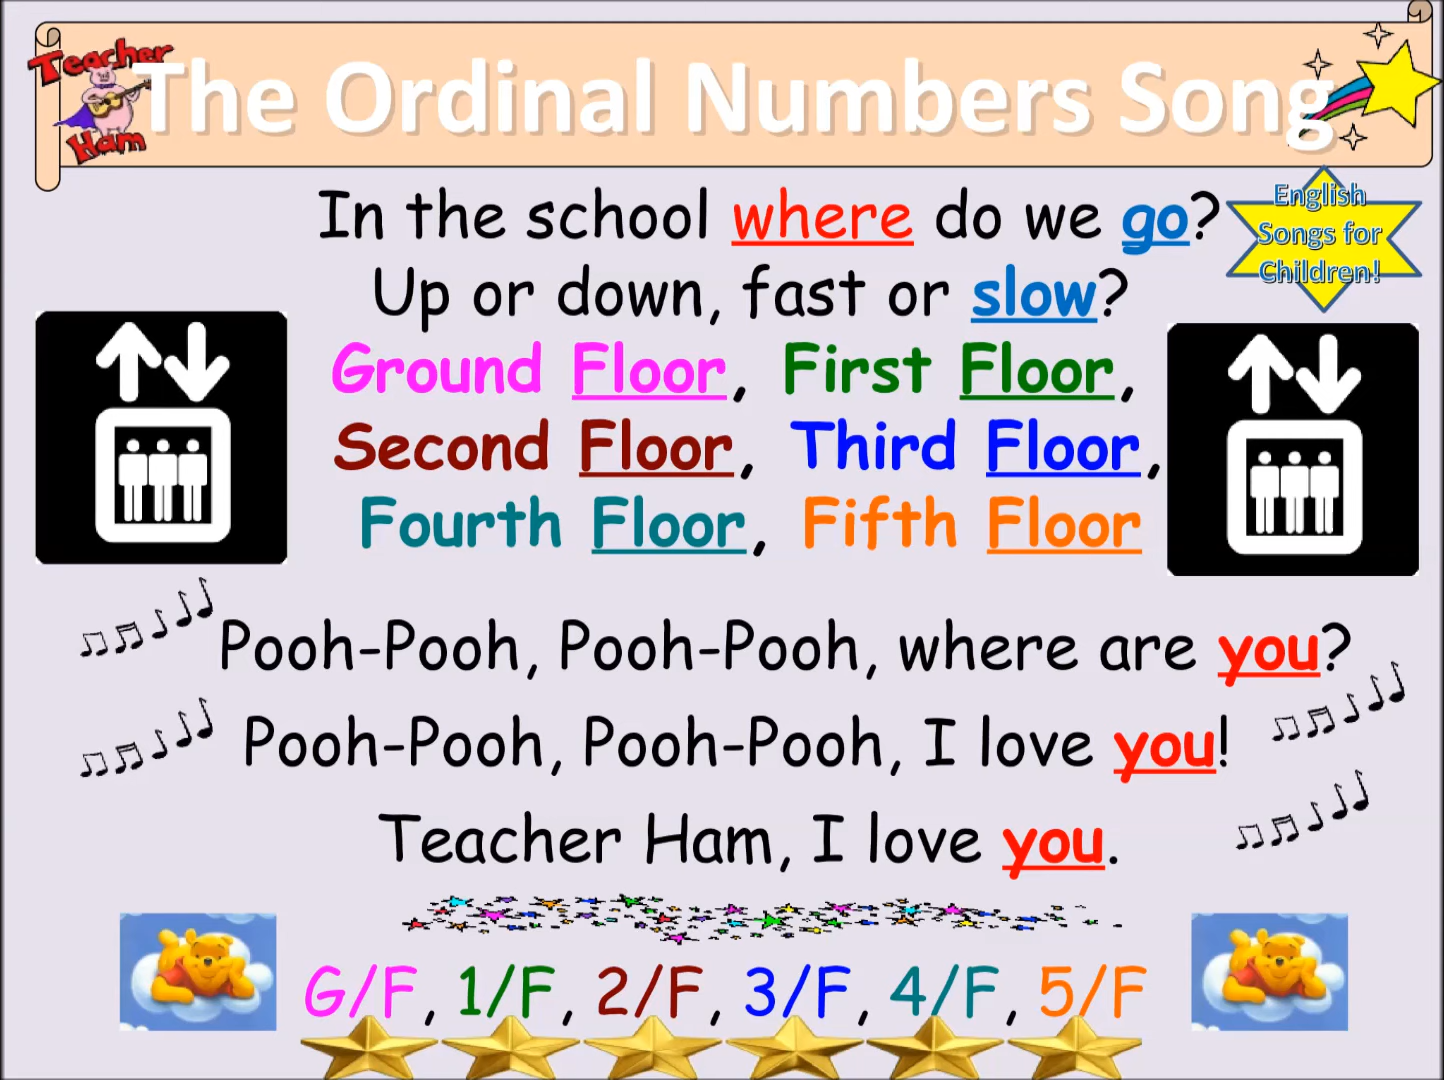 Teacher
Ham
The Ordinal Numbers Song
English
Songs for
Children!
In the school where do we go?
Up or down, fast or slow?
Ground Floor, First Floor,
Second Floor, Third Floor,
Fourth Floor, Fifth Floor
Pooh-Pooh, Pooh-Pooh, where are you?
Pooh-Pooh, Pooh-Pooh, I love you!
Teacher Ham, I love you.
G/F, 1/F, 2/F, 3/F, 4/F, 5/F